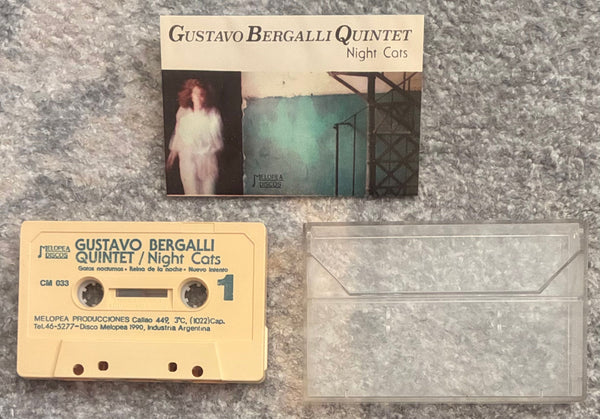 GUSTAVO BERGALLI QUINTET
Night Cats
MELOPEA
DISCOS
MELOPEA
DISCOS
GUSTAVO BERGALLI
QUINTET / Night Cats
Gatos nocturnos • Reina de la noche • Nuevo intento
CM 033
1
MELOPEA PRODUCCIONES Callao 449, 3°C, (1022) Cap.
Tel. 46-5277-Disco Melopea 1990, Industria Argentina